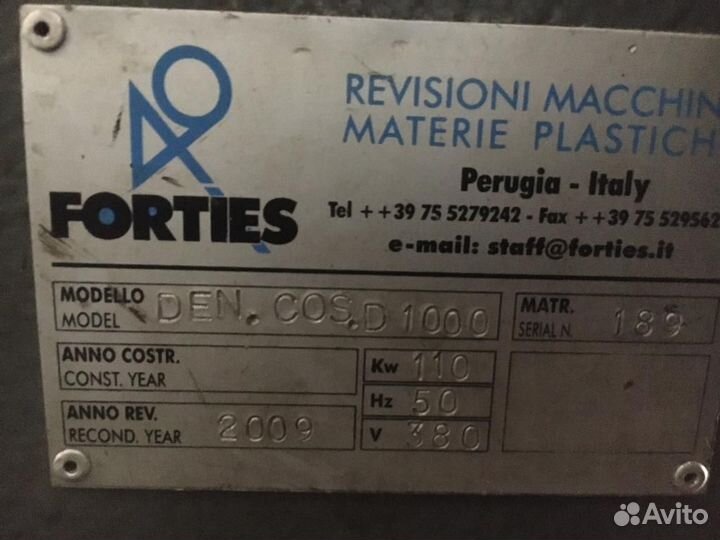 40
FORTIES
REVISIONI MACCHIN
MATERIE PLASTICH
Perugia - Italy
Tel ++39 75 5279242 - Fax ++39 75 529562
e-mail: staff@forties.it
MODELLO
MODEL
DEN. COS. D 1000
MATR.
SERIAL N.
189
ANNO COSTR.
CONST. YEAR
Kw 110
Hz 50
ANNO REV.
RECOND. YEAR
2009
V 380
Avito